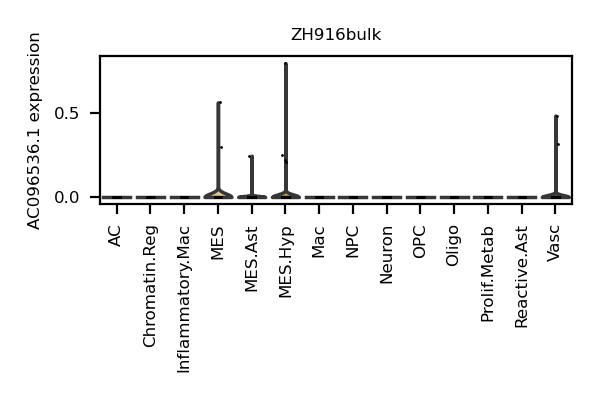 ZH916bulk
AC096536.1 expression
0.5
0.0
AC
Chromatin.Reg
Inflammatory.Mac
MES
MES.Ast
MES.Hyp
Mac
NPC
Neuron
OPC
Oligo
Prolif.Metab
Reactive.Ast
Vasc